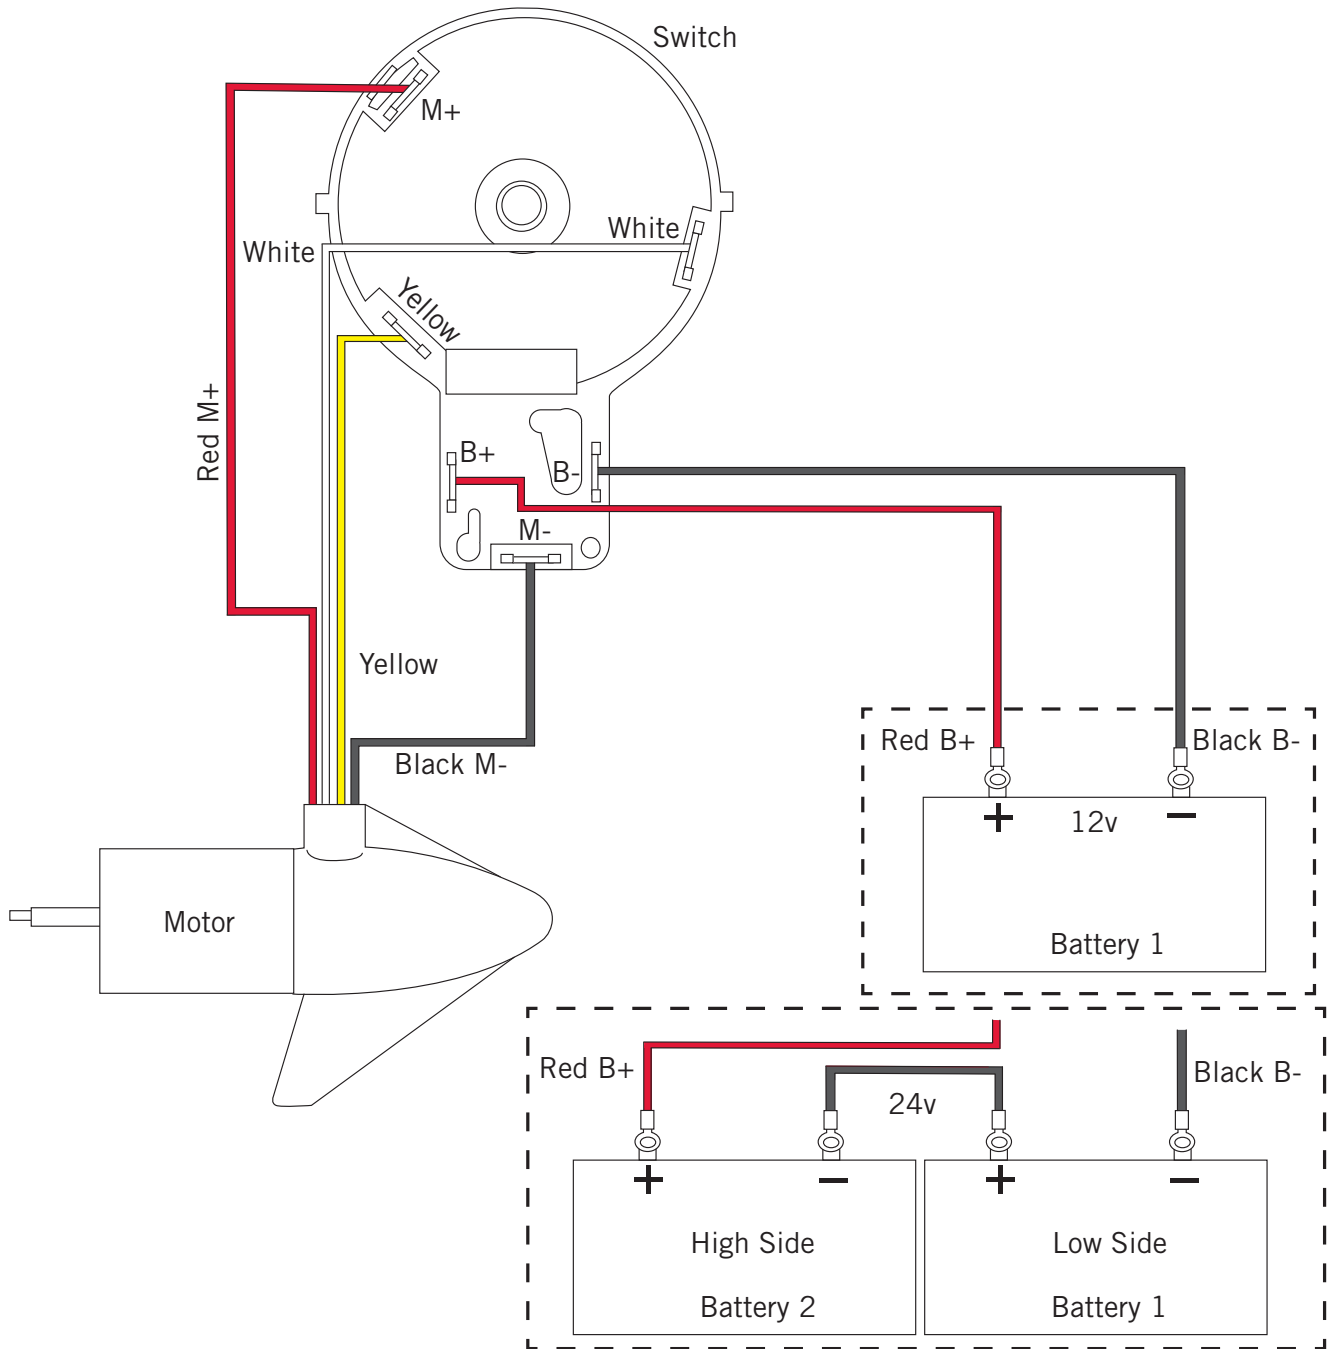 Switch
M+
White
White
Yellow
Red M+
B+
B-
M-
Yellow
Black M-
Red B+
Black B-
+
12v
−
Battery 1
Motor
Red B+
Black B-
24v
+
−
+
−
High Side
Low Side
Battery 2
Battery 1